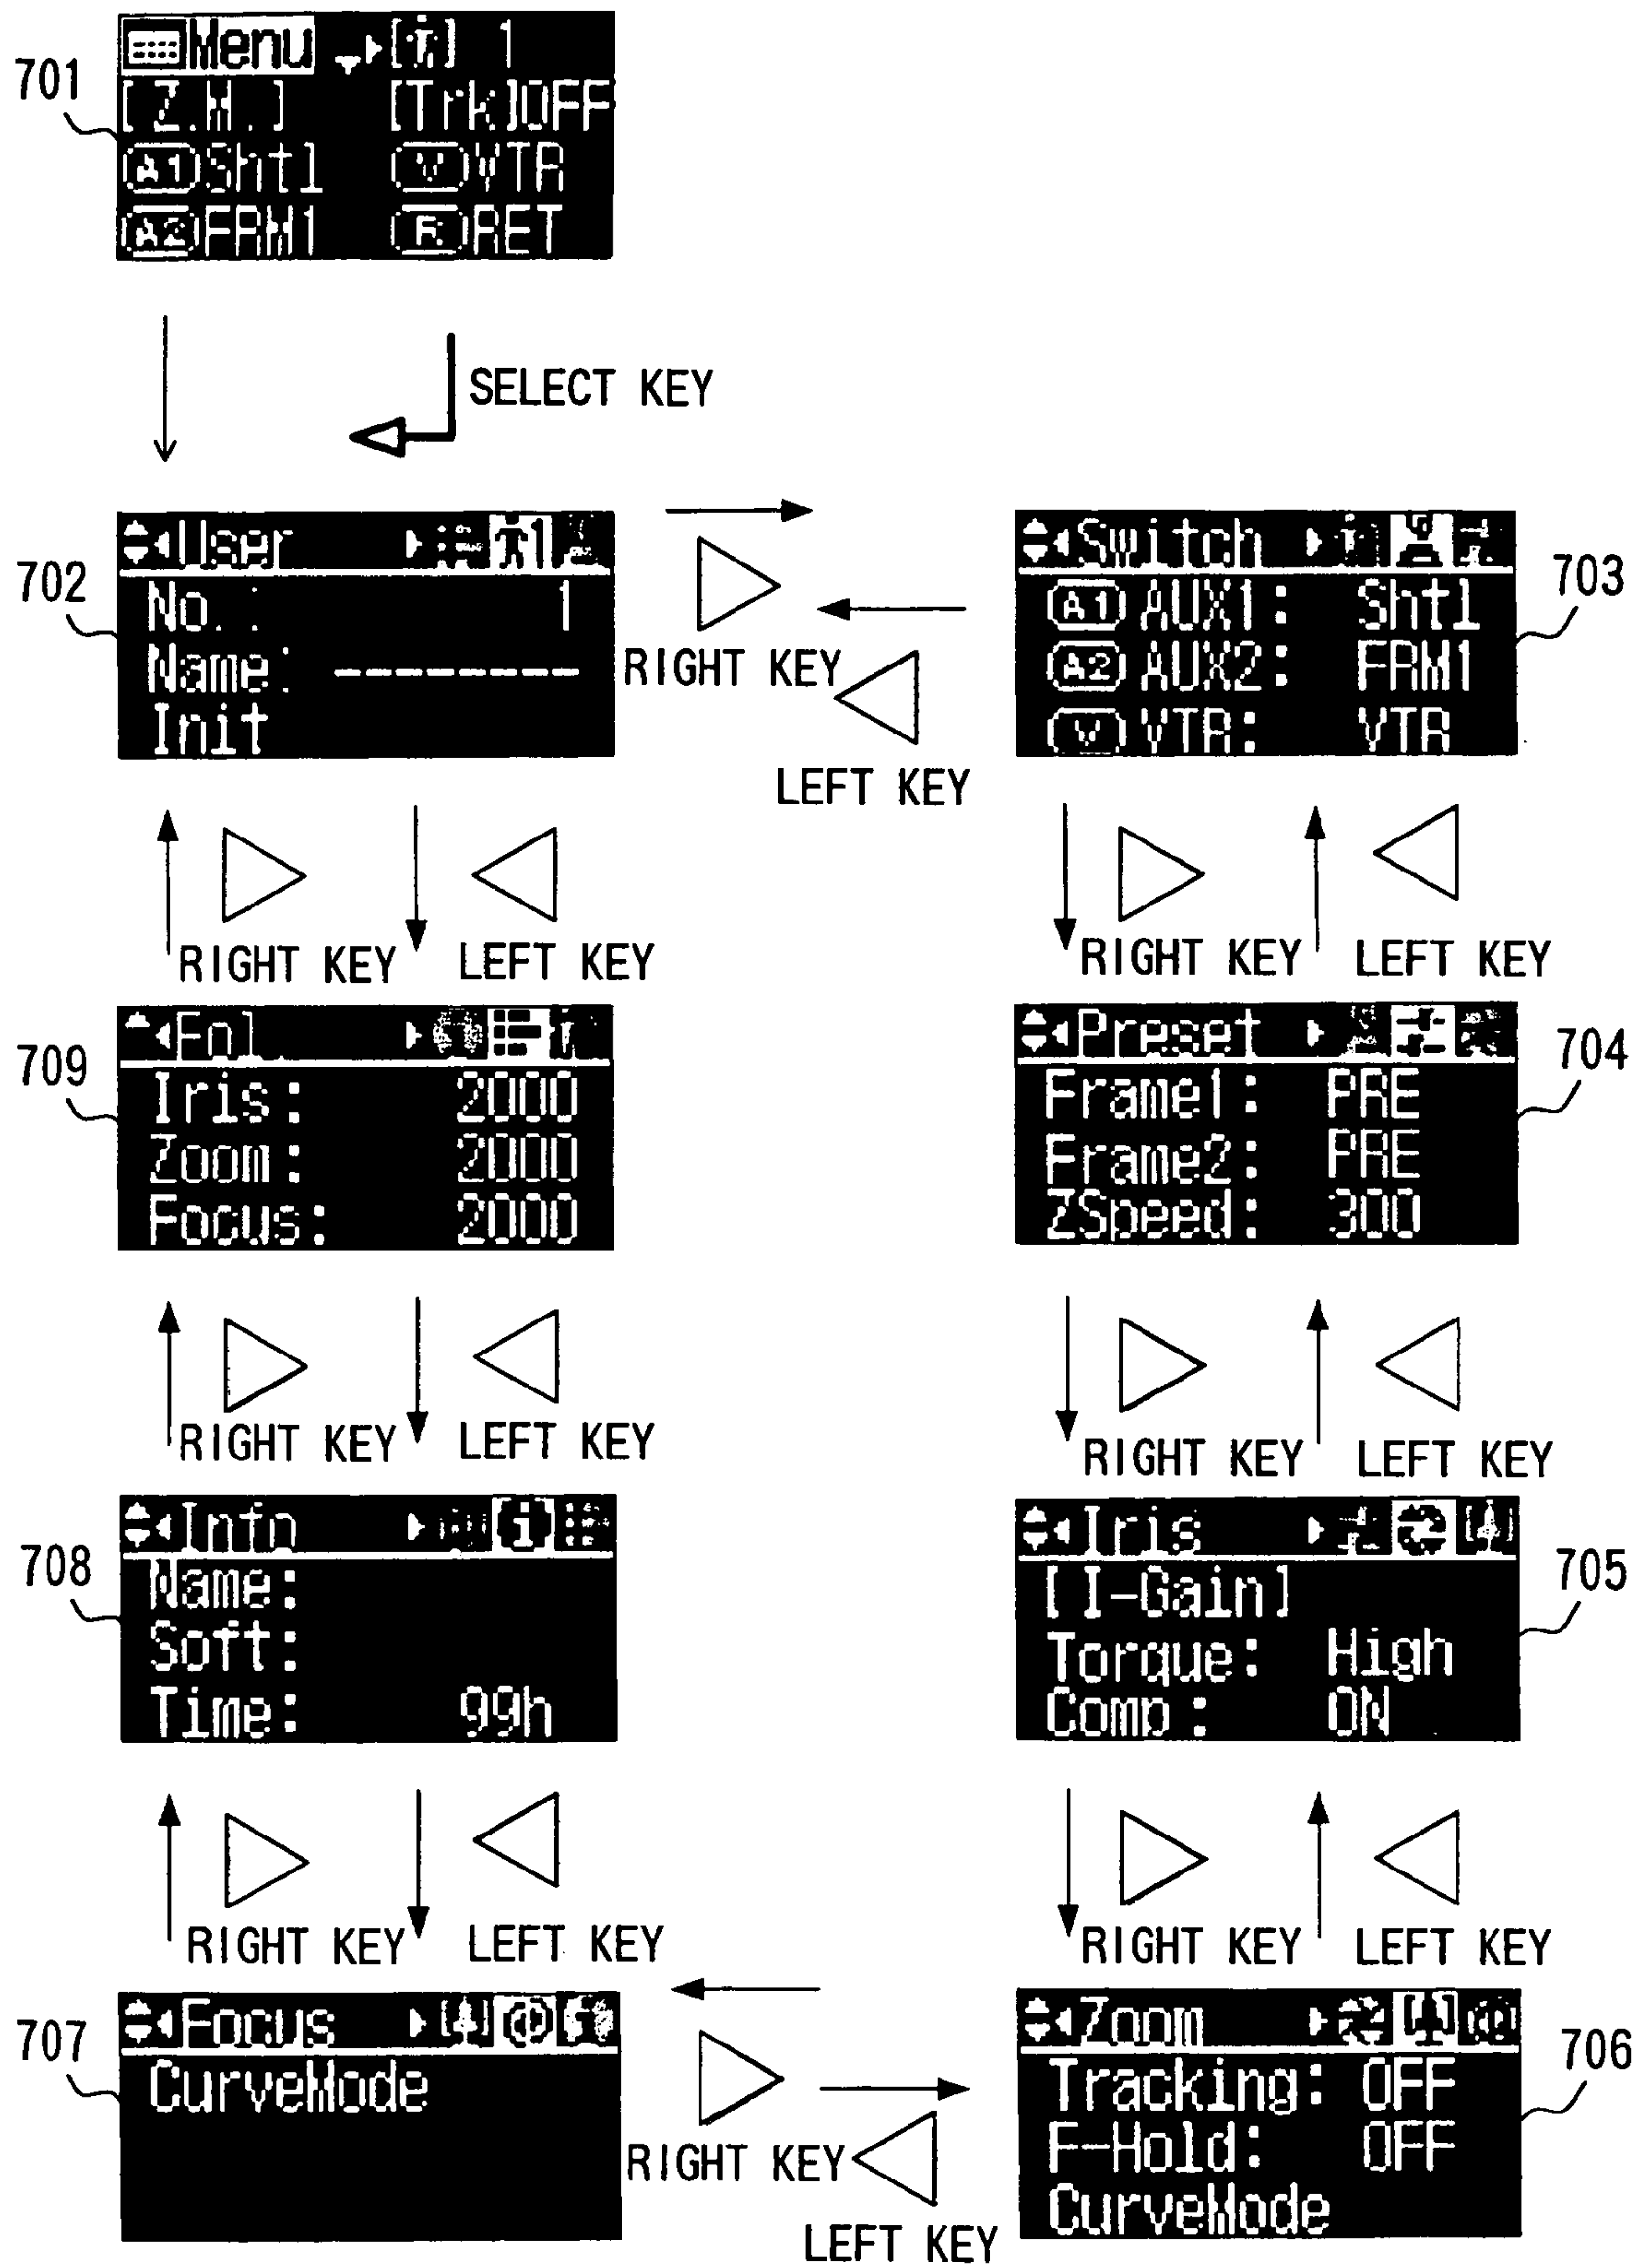 701
Menu 1
[Z.M.] [Trk]OFF
A1 Sht1 V VTR
A2 FRM1 R RET
SELECT KEY
702
User 1
No.: 1
Name: --------
Init
RIGHT KEY
LEFT KEY
703
Switch
A1 AUX1: Sht1
A2 AUX2: FRM1
V VTR: VTR
RIGHT KEY LEFT KEY
RIGHT KEY LEFT KEY
709
Iris: 2000
Zoom: 2000
Focus: 2000
704
Preset
Frame1: PRE
Frame2: PRE
ZSpeed: 300
RIGHT KEY LEFT KEY
RIGHT KEY LEFT KEY
708
Info i
Name:
Soft:
Time: 99h
705
Iris
[I-Gain]
Torque: High
Comp: ON
RIGHT KEY LEFT KEY
RIGHT KEY LEFT KEY
707
Focus
CurveMode
RIGHT KEY
LEFT KEY
706
Zoom
Tracking: OFF
F-Hold: OFF
CurveMode